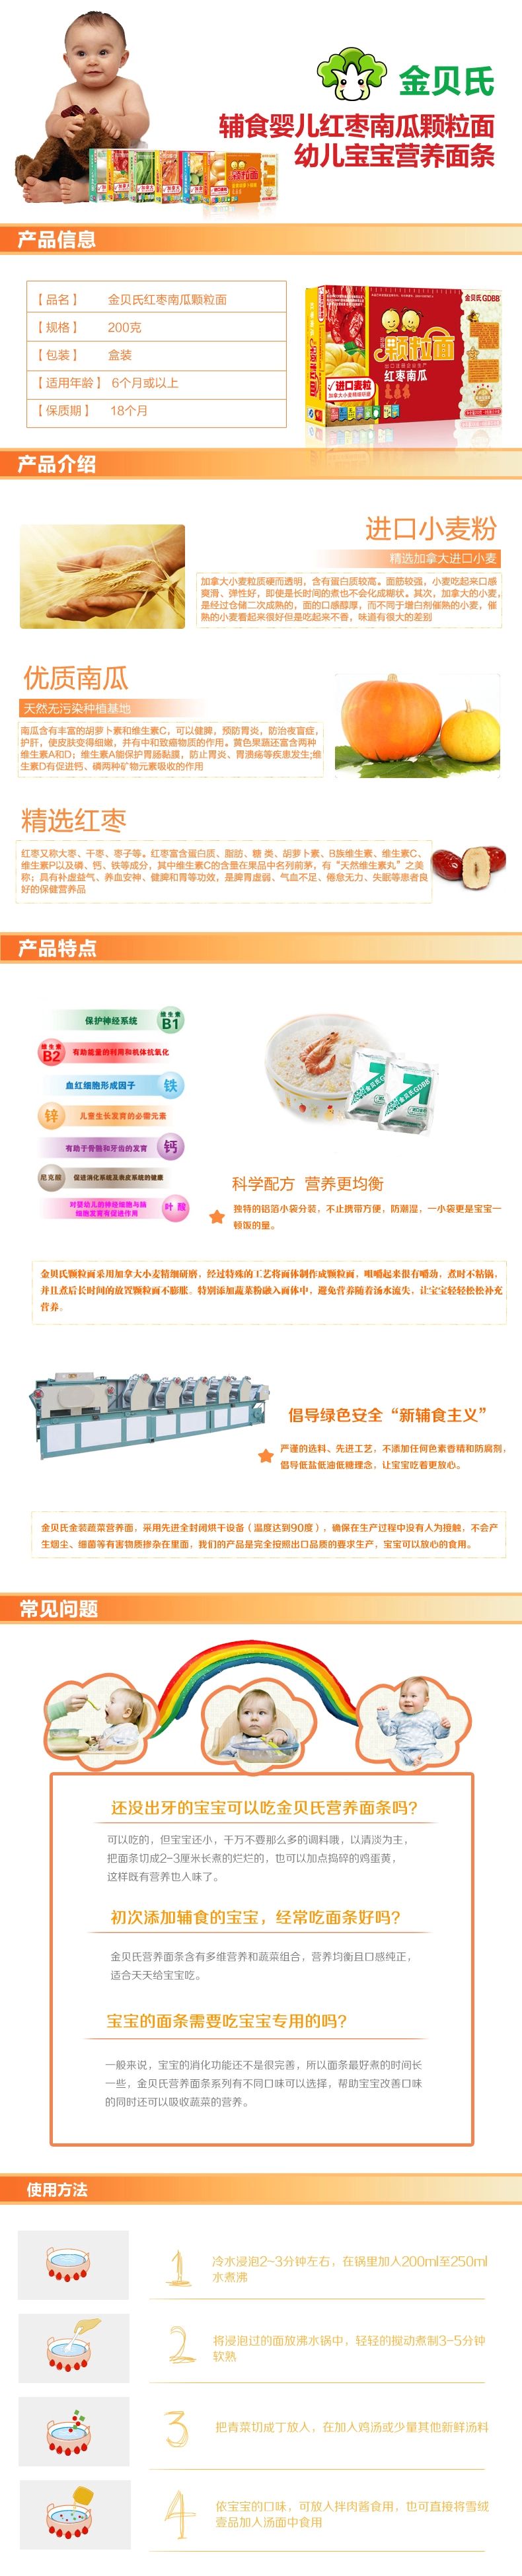 金贝氏
辅食婴儿红枣南瓜颗粒面
幼儿宝宝营养面条
产品信息
【 品名 】 金贝氏红枣南瓜颗粒面
【 规格 】 200克
【 包装 】 盒装
【 适用年龄 】 6个月或以上
【 保质期 】 18个月
金贝氏GDBB
颗粒面
红枣南瓜
进口麦粒
产品介绍
进口小麦粉
精选加拿大进口小麦
加拿大小麦粒质硬而透明，含有蛋白质较高。面筋较强，小麦吃起来口感
爽滑、弹性好，即使是长时间的煮也不会化成糊状。其次，加拿大的小麦，
是经过仓储二次成熟的，面的口感醇厚，而不同于增白剂催熟的小麦，催
熟的小麦看起来很好但是吃起来不香，味道有很大的差别
优质南瓜
天然无污染种植基地
南瓜含有丰富的胡萝卜素和维生素C，可以健脾，预防胃炎，防治夜盲症，
护肝，使皮肤变得细嫩，并有中和致癌物质的作用。黄色果蔬还富含两种
维生素A和D；维生素A能保护胃肠黏膜，防止胃炎、胃溃疡等疾患发生；维
生素D有促进钙、磷两种矿物元素吸收的作用
精选红枣
红枣又称大枣、干枣、枣子等。红枣富含蛋白质、脂肪、糖 类、胡萝卜素、B族维生素、维生素C、
维生素P以及磷、钙、铁等成分，其中维生素C的含量在果品中名列前茅，有“天然维生素丸”之美
称；具有补虚益气、养血安神、健脾和胃等功效，是脾胃虚弱、气血不足、倦怠无力、失眠等患者良
好的保健营养品
产品特点
保护神经系统 维生素B1
维生素B2 有助能量的利用和机体抗氧化
血红细胞形成因子 铁
锌 儿童生长发育的必需元素
有助于骨骼和牙齿的发育 钙
尼克酸 促进消化系统及表皮系统的健康
对婴幼儿的神经细胞与脑
细胞发育有促进作用 叶酸
科学配方 营养更均衡
独特的铝箔小袋分装，不止携带方便，防潮湿，一小袋更是宝宝一
顿饭的量。
金贝氏颗粒面采用加拿大小麦精细研磨，经过特殊的工艺将面体制作成颗粒面，咀嚼起来很有嚼劲，煮时不粘锅，
并且煮后长时间的放置颗粒面不膨胀。特别添加蔬菜粉融入面体中，避免营养随着汤水流失，让宝宝轻轻松松补充
营养。
倡导绿色安全“新辅食主义”
严谨的选料、先进工艺，不添加任何色素香精和防腐剂，
倡导低盐低油低糖理念，让宝宝吃着更放心。
金贝氏金装蔬菜营养面，采用先进全封闭烘干设备（温度达到90度），确保在生产过程中没有人为接触，不会产
生烟尘、细菌等有害物质掺杂在里面，我们的产品是完全按照出口品质的要求生产，宝宝可以放心的食用。
常见问题
还没出牙的宝宝可以吃金贝氏营养面条吗？
可以吃的，但宝宝还小，千万不要那么多的调料哦，以清淡为主，
把面条切成2-3厘米长煮的烂烂的，也可以加点捣碎的鸡蛋黄，
这样既有营养也入味了。
初次添加辅食的宝宝，经常吃面条好吗？
金贝氏营养面条含有多维营养和蔬菜组合，营养均衡且口感纯正，
适合天天给宝宝吃。
宝宝的面条需要吃宝宝专用的吗？
一般来说，宝宝的消化功能还不是很完善，所以面条最好煮的时间长
一些，金贝氏营养面条系列有不同口味可以选择，帮助宝宝改善口味
的同时还可以吸收蔬菜的营养。
使用方法
1 冷水浸泡2~3分钟左右，在锅里加入200ml至250ml
水煮沸
2 将浸泡过的面放沸水锅中，轻轻的搅动煮制3-5分钟
软熟
3 把青菜切成丁放入，在加入鸡汤或少量其他新鲜汤料
4 依宝宝的口味，可放入拌肉酱食用，也可直接将雪绒
壹品加入汤面中食用